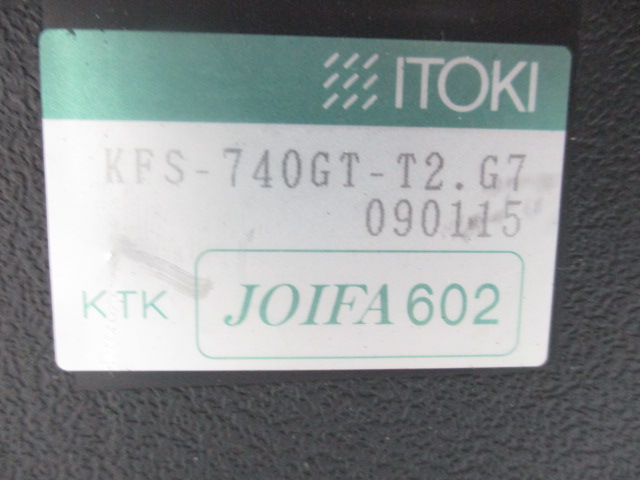 ITOKI
KFS-740GT-T2.G7
090115
KTK
JOIFA 602